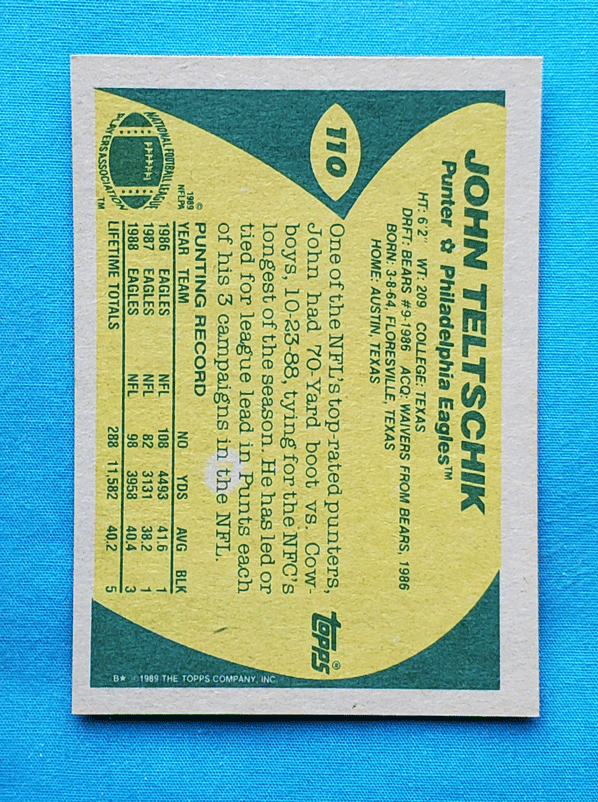 110
JOHN TELTSCHIK
Punter Philadelphia Eagles™
HT: 6'2" WT: 209 COLLEGE: TEXAS
DRFT: BEARS #9-1986 ACQ: WAIVERS FROM BEARS, 1986
BORN: 3-8-64, FLORESVILLE, TEXAS
HOME: AUSTIN, TEXAS
One of the NFL's top-rated punters,
John had 70-Yard boot vs. Cow-
boys, 10-23-88, tying for the NFC's
longest of the season. He has led or
tied for league lead in Punts each
of his 3 campaigns in the NFL.
topps®
NATIONAL FOOTBALL LEAGUE
PLAYERS ASSOCIATION
™
©
1989
NFLPA
PUNTING RECORD
YEAR TEAM NO YDS AVG BLK
1986 EAGLES NFL 108 4493 41.6 1
1987 EAGLES NFL 82 3131 38.2 1
1988 EAGLES NFL 98 3958 40.4 3
LIFETIME TOTALS 288 11,582 40.2 5
B★ ©1989 THE TOPPS COMPANY, INC.